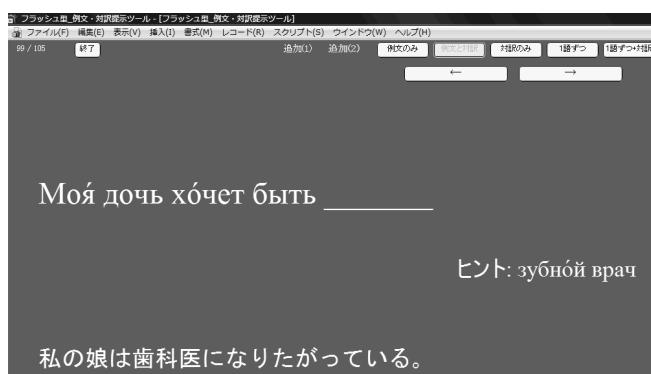 フラッシュ型_例文・対訳提示ツール - [フラッシュ型_例文・対訳提示ツール]
ファイル(F) 編集(E) 表示(V) 挿入(I) 書式(M) レコード(R) スクリプト(S) ウインドウ(W) ヘルプ(H)
99 / 105 終了 追加(1) 追加(2) 例文のみ 例文と対訳 対訳のみ 1語ずつ 1語ずつ+対訳
← →
Моя́ дочь хо́чет быть ________
ヒント: зубно́й врач
私の娘は歯科医になりたがっている。